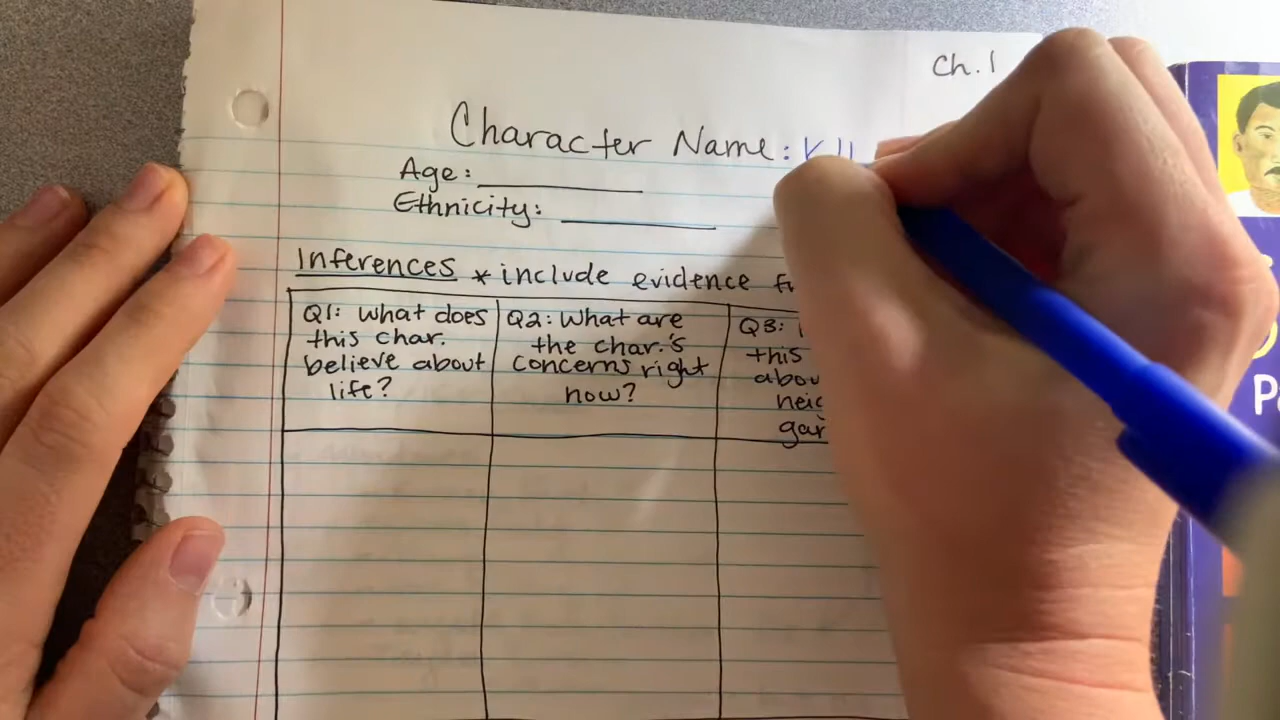 Ch. 1
Character Name:
Age:
Ethnicity:
Inferences * include evidence
Q1: What does
this char.
believe about
life?
Q2: What are
the char.'s
concerns right
now?
Q3:
this